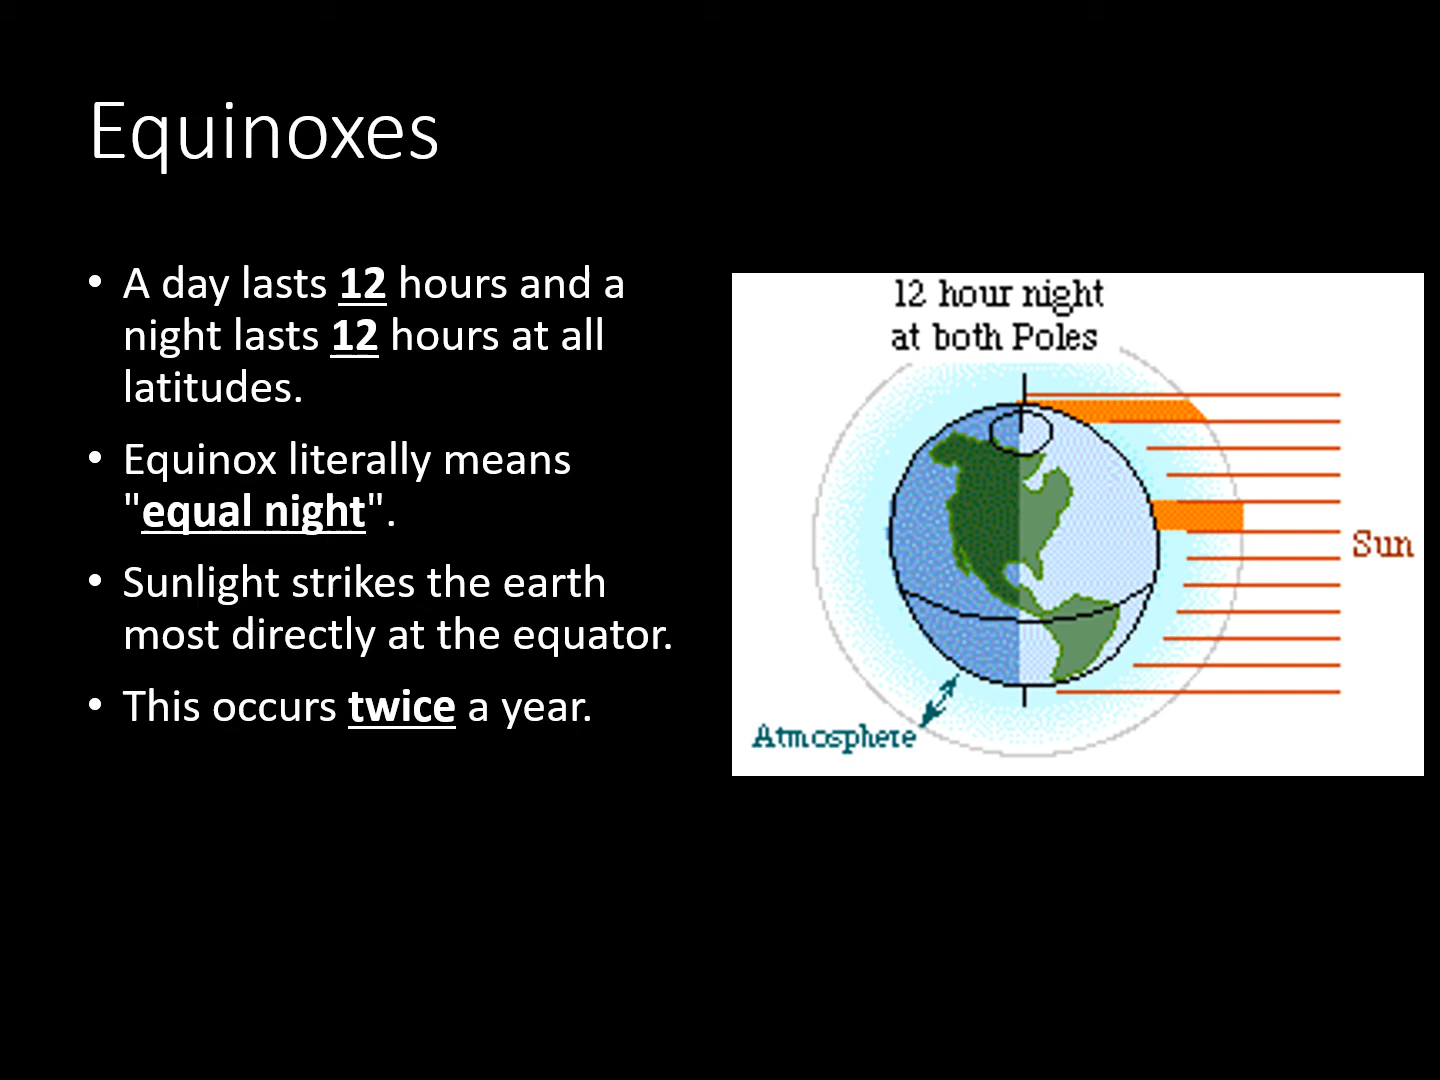 Equinoxes
• A day lasts 12 hours and a
night lasts 12 hours at all
latitudes.
• Equinox literally means
"equal night".
• Sunlight strikes the earth
most directly at the equator.
• This occurs twice a year.
12 hour night
at both Poles
Sun
Atmosphere